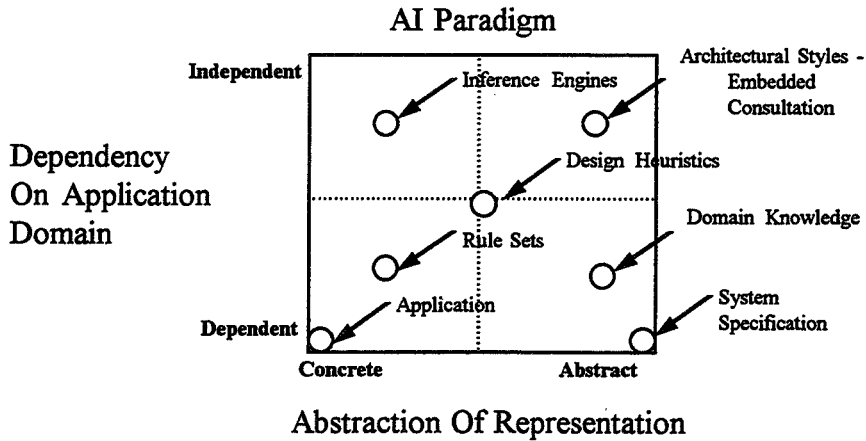 AI Paradigm
Independent
Inference Engines
Architectural Styles -
Embedded
Consultation
Dependency
On Application
Domain
Design Heuristics
Domain Knowledge
Rule Sets
Application
System
Specification
Dependent
Concrete
Abstract
Abstraction Of Representation